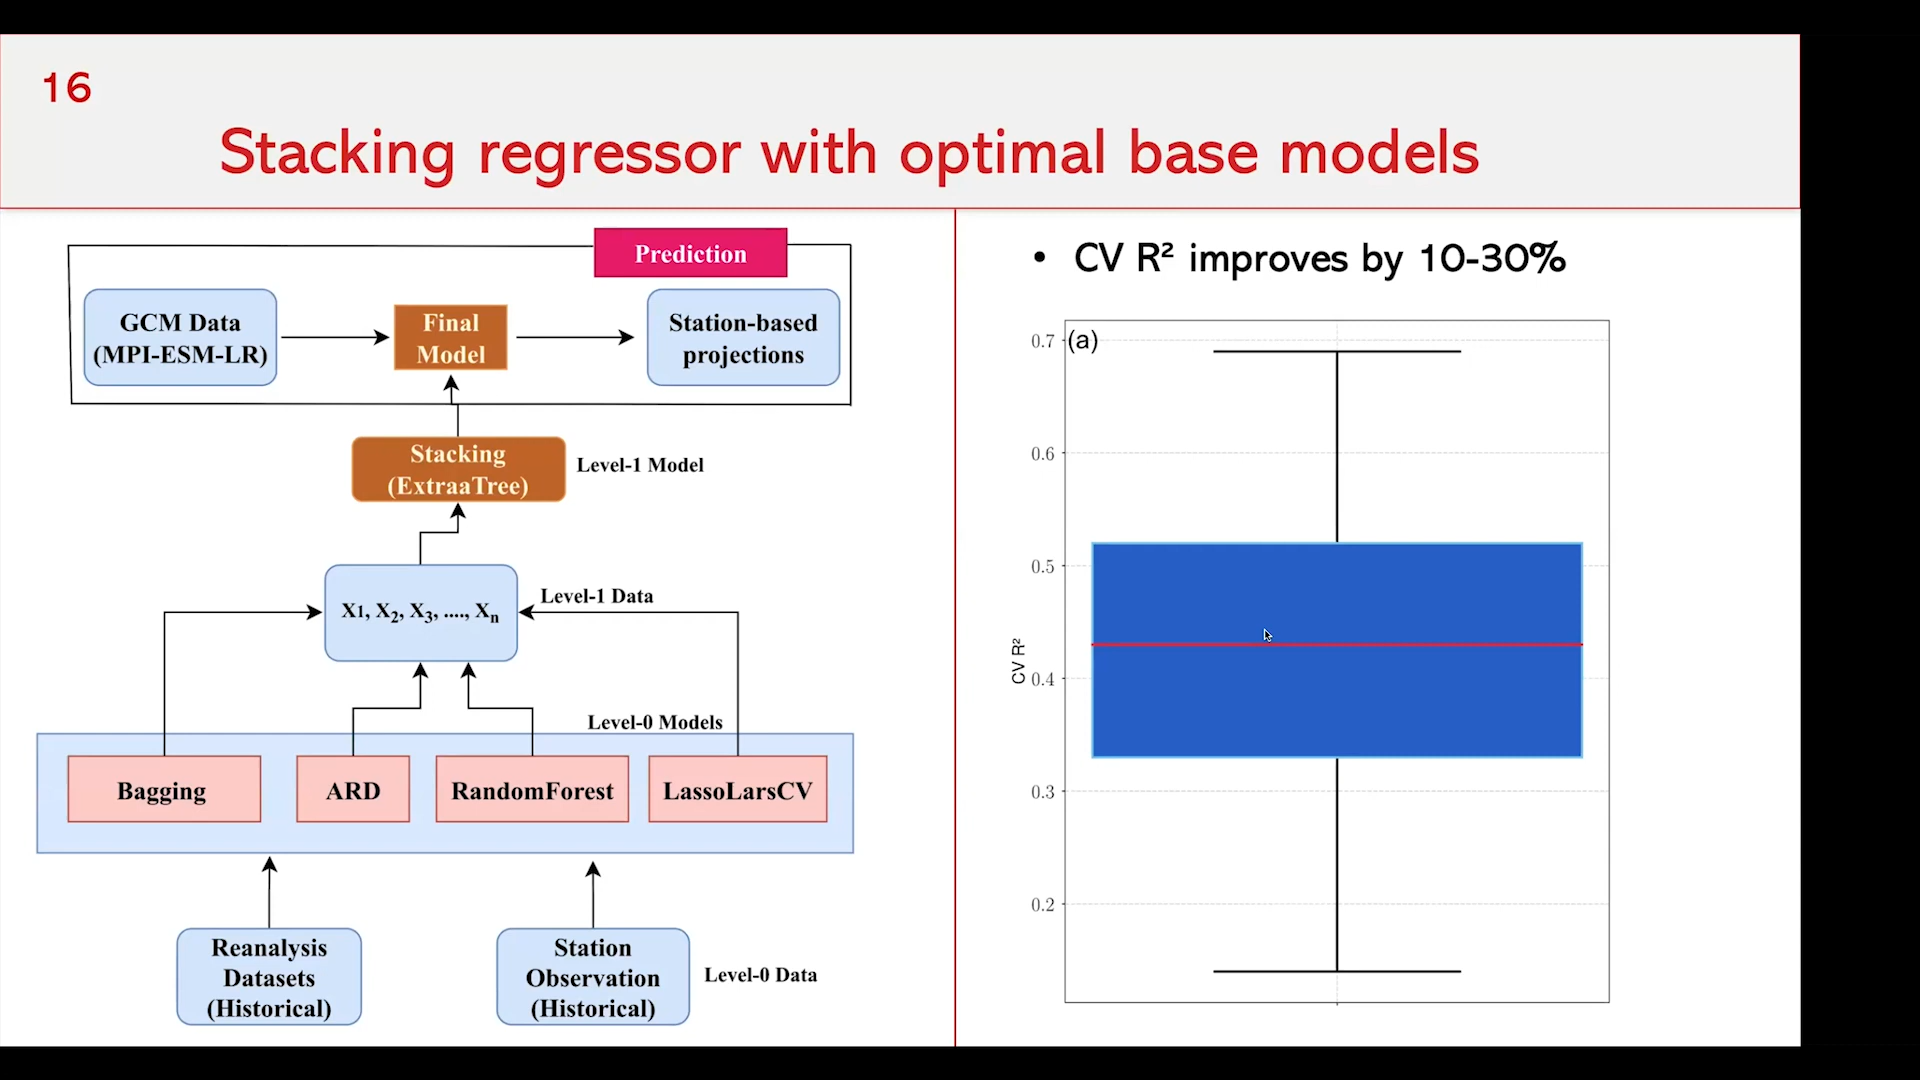 16
Stacking regressor with optimal base models
Prediction
GCM Data
(MPI-ESM-LR)
Final
Model
Station-based
projections
Stacking
(ExtraaTree)
Level-1 Model
X1, X2, X3, ...., Xn
Level-1 Data
Level-0 Models
Bagging
ARD
RandomForest
LassoLarsCV
Reanalysis
Datasets
(Historical)
Station
Observation
(Historical)
Level-0 Data
• CV R² improves by 10-30%
(a)
0.7
0.6
0.5
0.4
0.3
0.2
CV R²